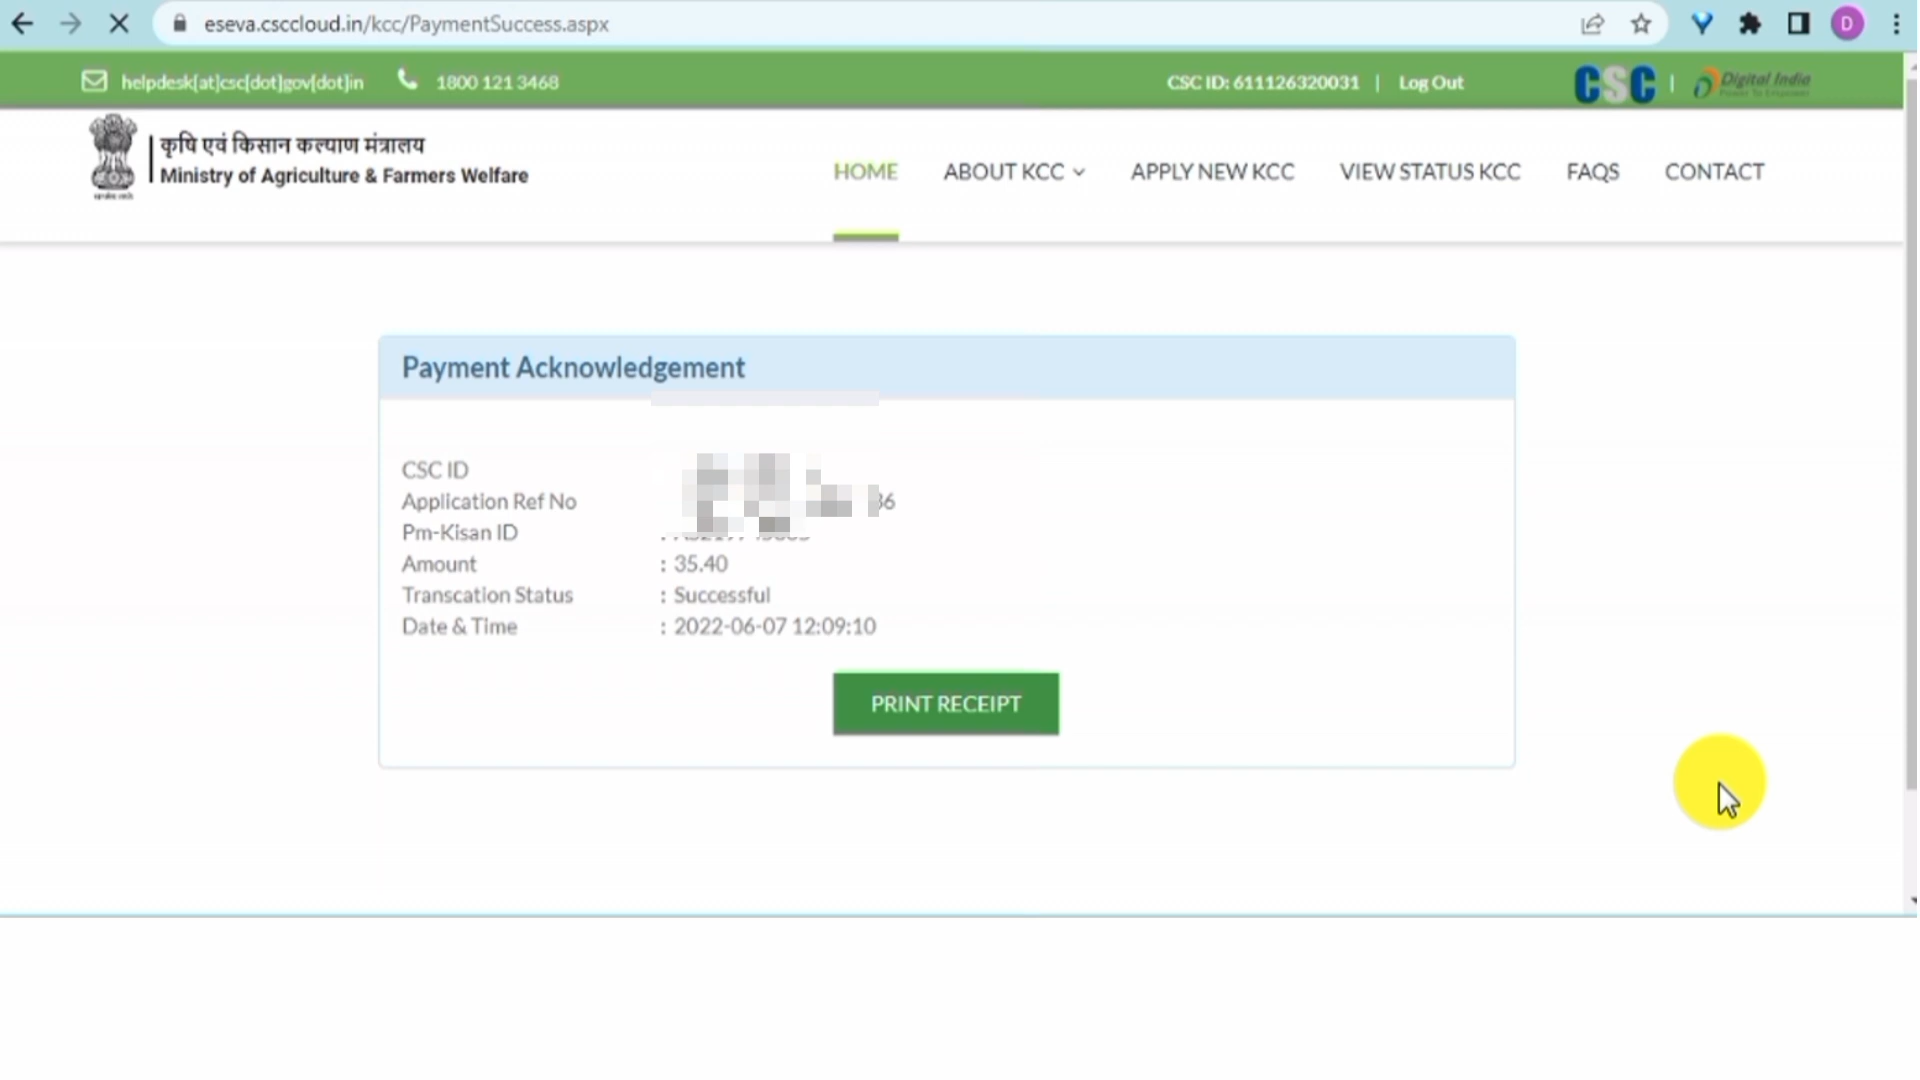 eseva.csccloud.in/kcc/PaymentSuccess.aspx
D
helpdesk[at]csc[dot]gov[dot]in 1800 121 3468 CSC ID: 611126320031 | Log Out CSC | Digital India
कृषि एवं किसान कल्याण मंत्रालय
Ministry of Agriculture & Farmers Welfare
HOME ABOUT KCC APPLY NEW KCC VIEW STATUS KCC FAQS CONTACT
Payment Acknowledgement
CSC ID
Application Ref No 36
Pm-Kisan ID
Amount : 35.40
Transcation Status : Successful
Date & Time : 2022-06-07 12:09:10
PRINT RECEIPT